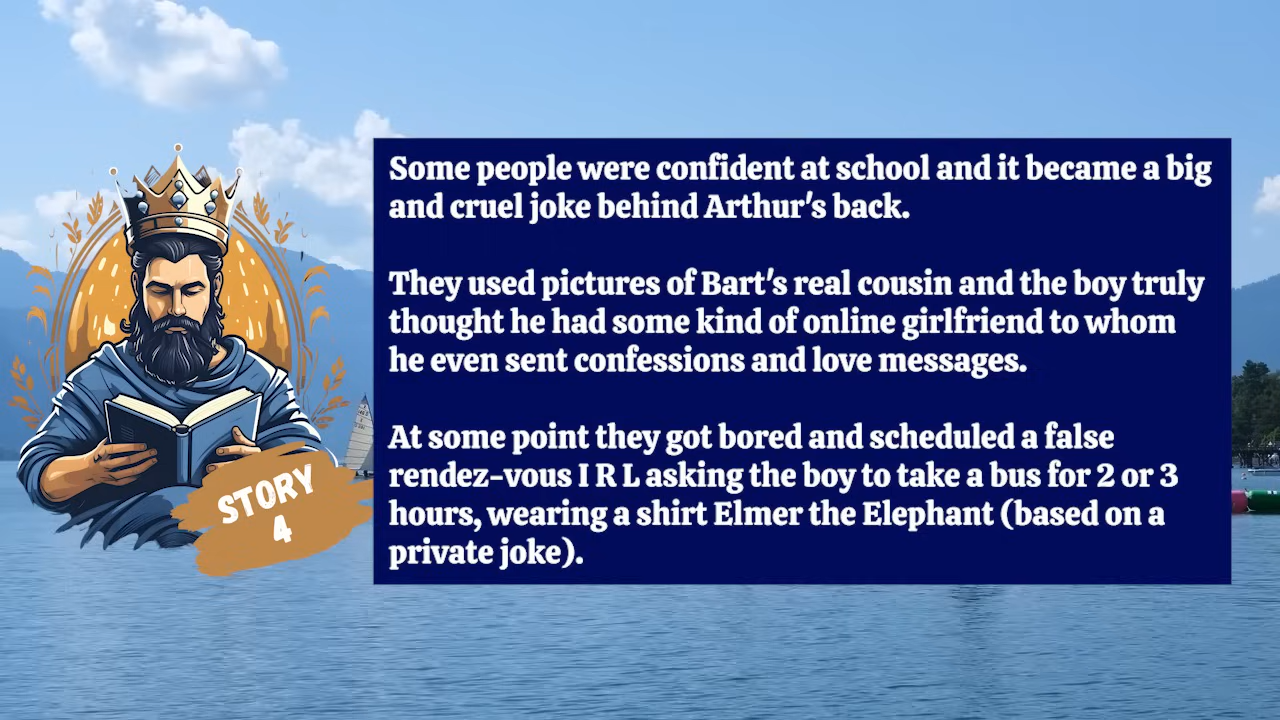 Some people were confident at school and it became a big
and cruel joke behind Arthur's back.
They used pictures of Bart's real cousin and the boy truly
thought he had some kind of online girlfriend to whom
he even sent confessions and love messages.
At some point they got bored and scheduled a false
rendez-vous I R L asking the boy to take a bus for 2 or 3
hours, wearing a shirt Elmer the Elephant (based on a
private joke).
STORY
4